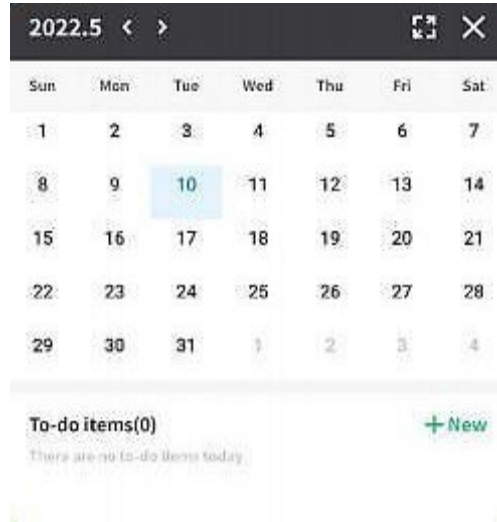 2022.5 < >
Sun Mon Tue Wed Thu Fri Sat
1 2 3 4 5 6 7
8 9 10 11 12 13 14
15 16 17 18 19 20 21
22 23 24 25 26 27 28
29 30 31 1 2 3 4
To-do items(0) +New
There are no to-do items today